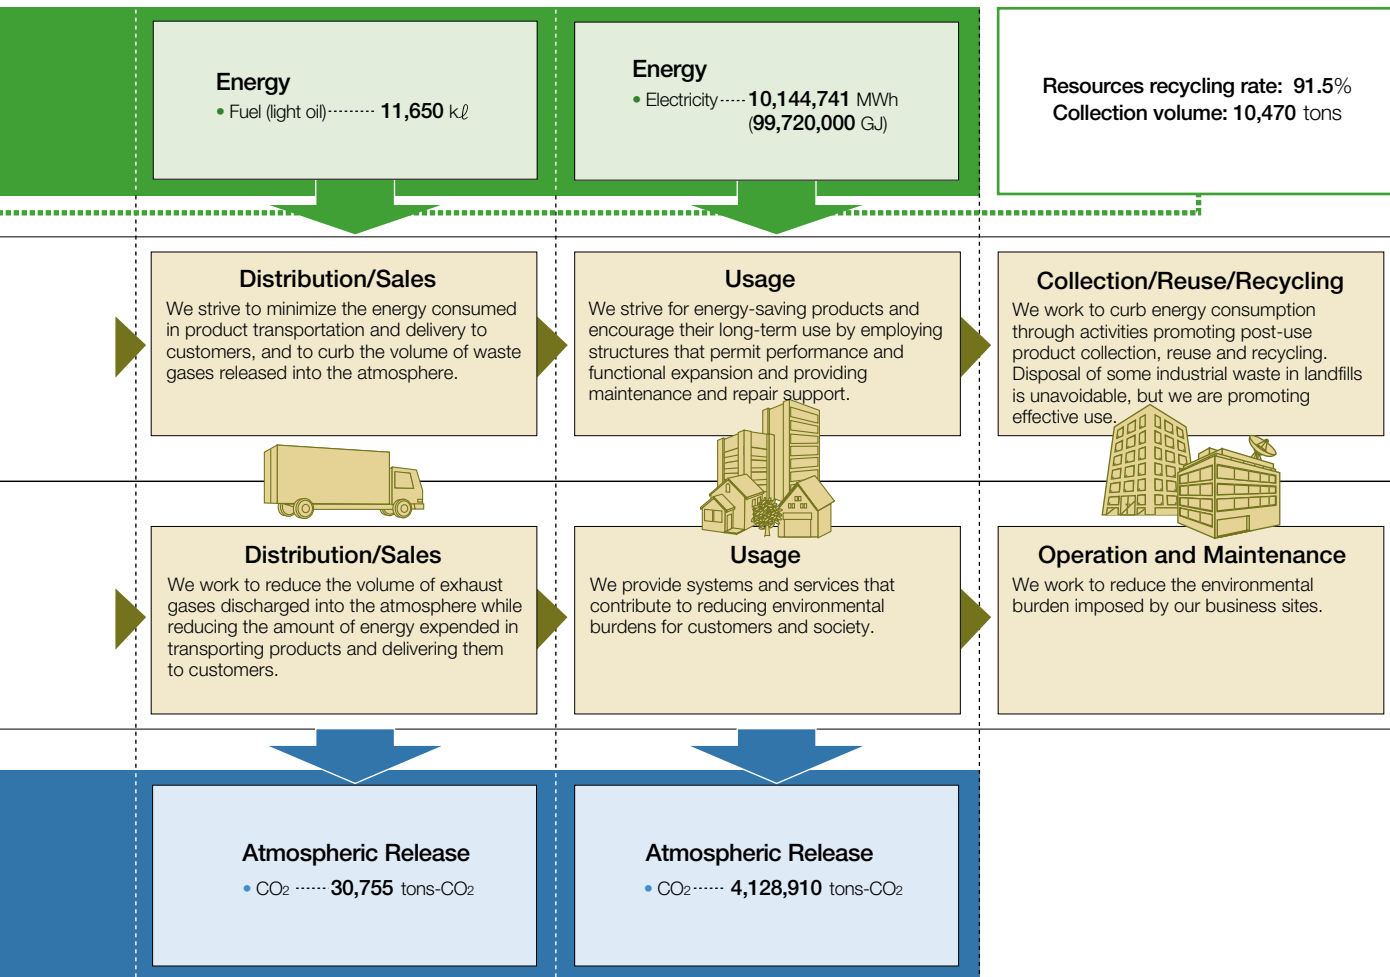 Energy
• Fuel (light oil)········· 11,650 kℓ
Energy
• Electricity····· 10,144,741 MWh
(99,720,000 GJ)
Resources recycling rate: 91.5%
Collection volume: 10,470 tons
Distribution/Sales
We strive to minimize the energy consumed
in product transportation and delivery to
customers, and to curb the volume of waste
gases released into the atmosphere.
Usage
We strive for energy-saving products and
encourage their long-term use by employing
structures that permit performance and
functional expansion and providing
maintenance and repair support.
Collection/Reuse/Recycling
We work to curb energy consumption
through activities promoting post-use
product collection, reuse and recycling.
Disposal of some industrial waste in landfills
is unavoidable, but we are promoting
effective use.
Distribution/Sales
We work to reduce the volume of exhaust
gases discharged into the atmosphere while
reducing the amount of energy expended in
transporting products and delivering them
to customers.
Usage
We provide systems and services that
contribute to reducing environmental
burdens for customers and society.
Operation and Maintenance
We work to reduce the environmental
burden imposed by our business sites.
Atmospheric Release
• CO2 ······ 30,755 tons-CO2
Atmospheric Release
• CO2······ 4,128,910 tons-CO2